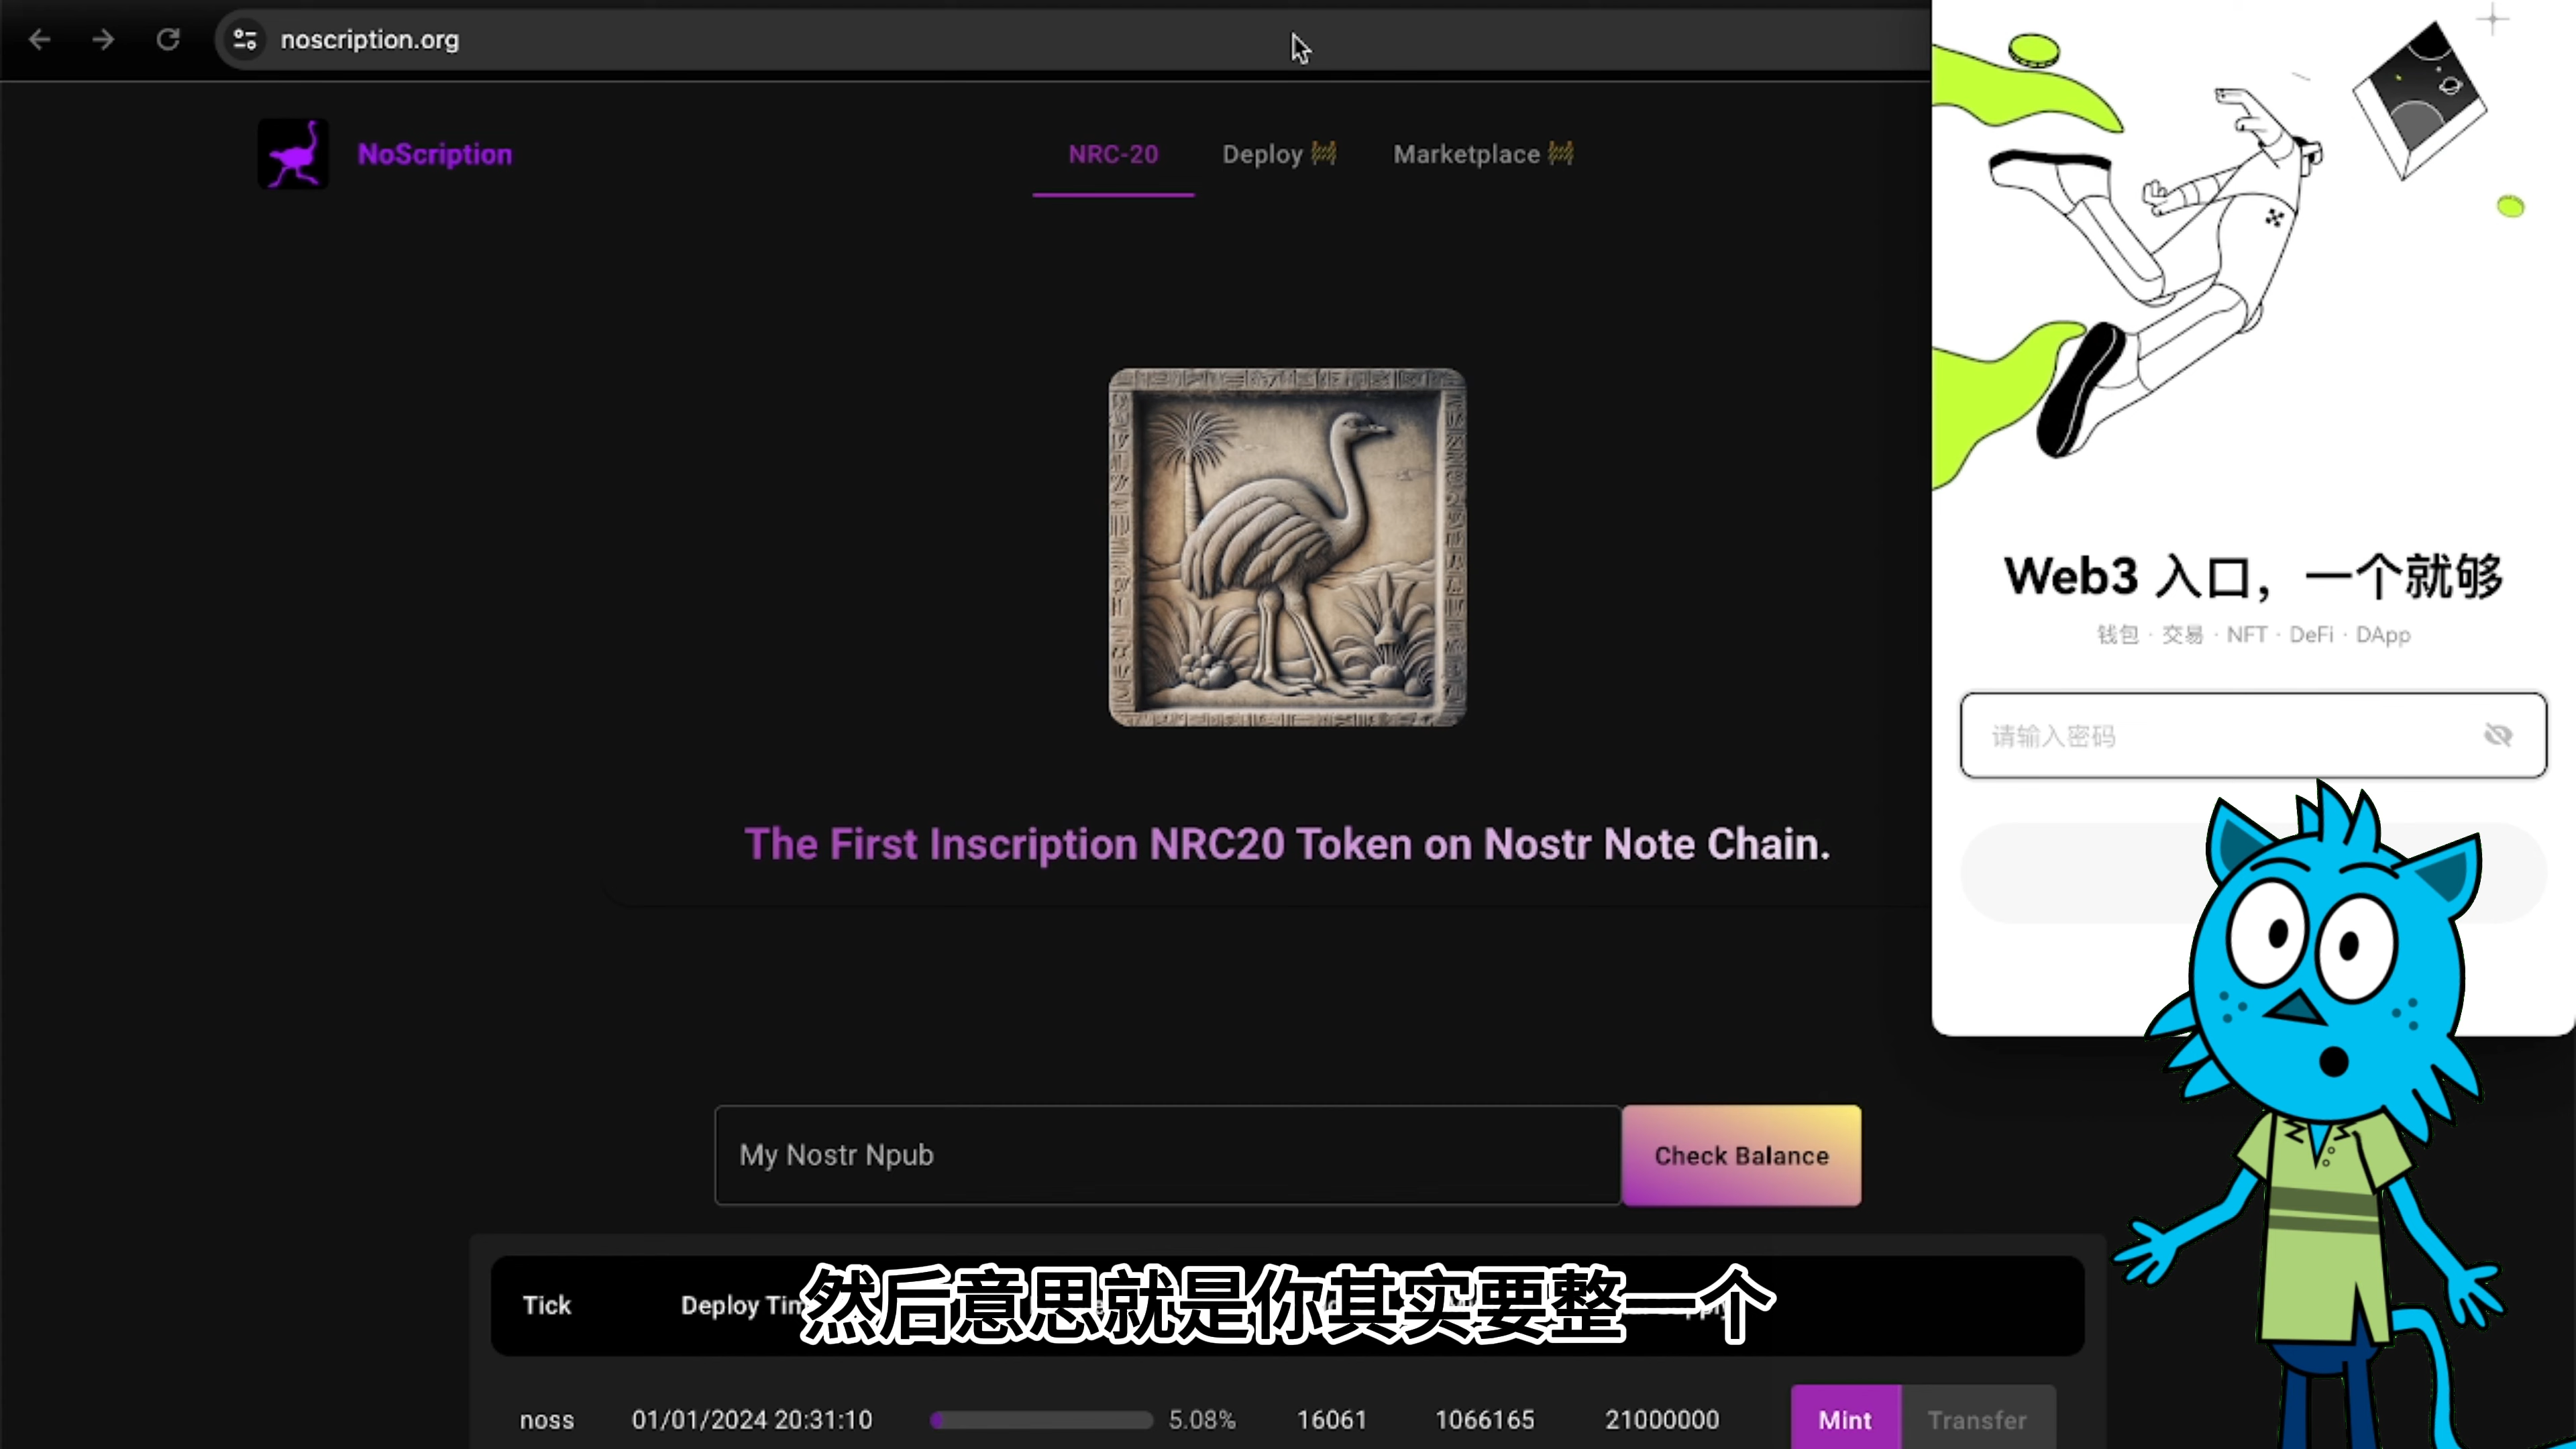 noscription.org
NoScription
NRC-20
Deploy
Marketplace
Web3 入口，一个就够
钱包 · 交易 · NFT · DeFi · DApp
请输入密码
The First Inscription NRC20 Token on Nostr Note Chain.
My Nostr Npub
Check Balance
Tick
Deploy
然后意思就是你其实要整一个
noss 01/01/2024 20:31:10 5.08% 16061 1066165 21000000 Mint Transfer